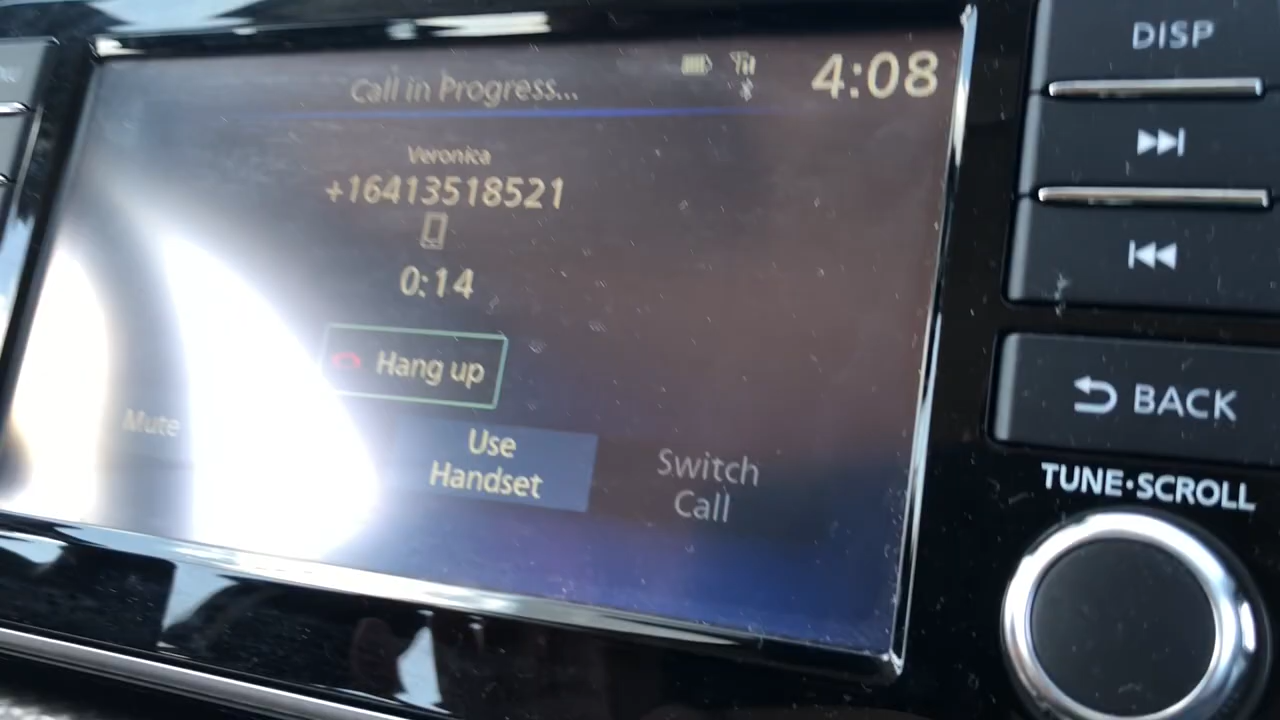 DISP
Call in Progress...
4:08
Veronica
+16413518521
0:14
Hang up
Mute
Use
Handset
Switch
Call
BACK
TUNE·SCROLL